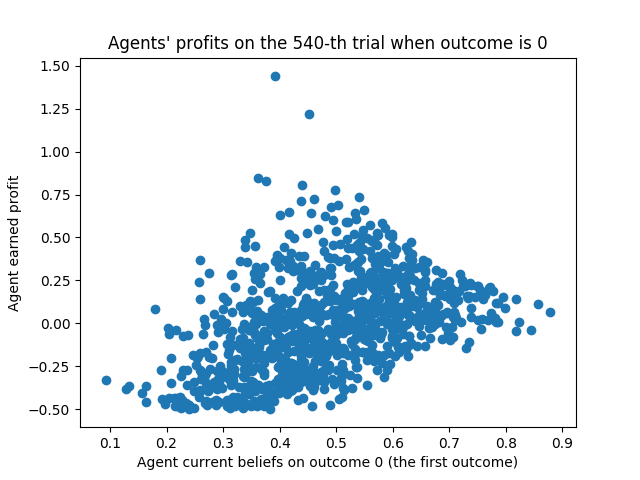 Agents' profits on the 540-th trial when outcome is 0
1.50
1.25
1.00
0.75
0.50
0.25
0.00
−0.25
−0.50
Agent earned profit
0.1 0.2 0.3 0.4 0.5 0.6 0.7 0.8 0.9
Agent current beliefs on outcome 0 (the first outcome)